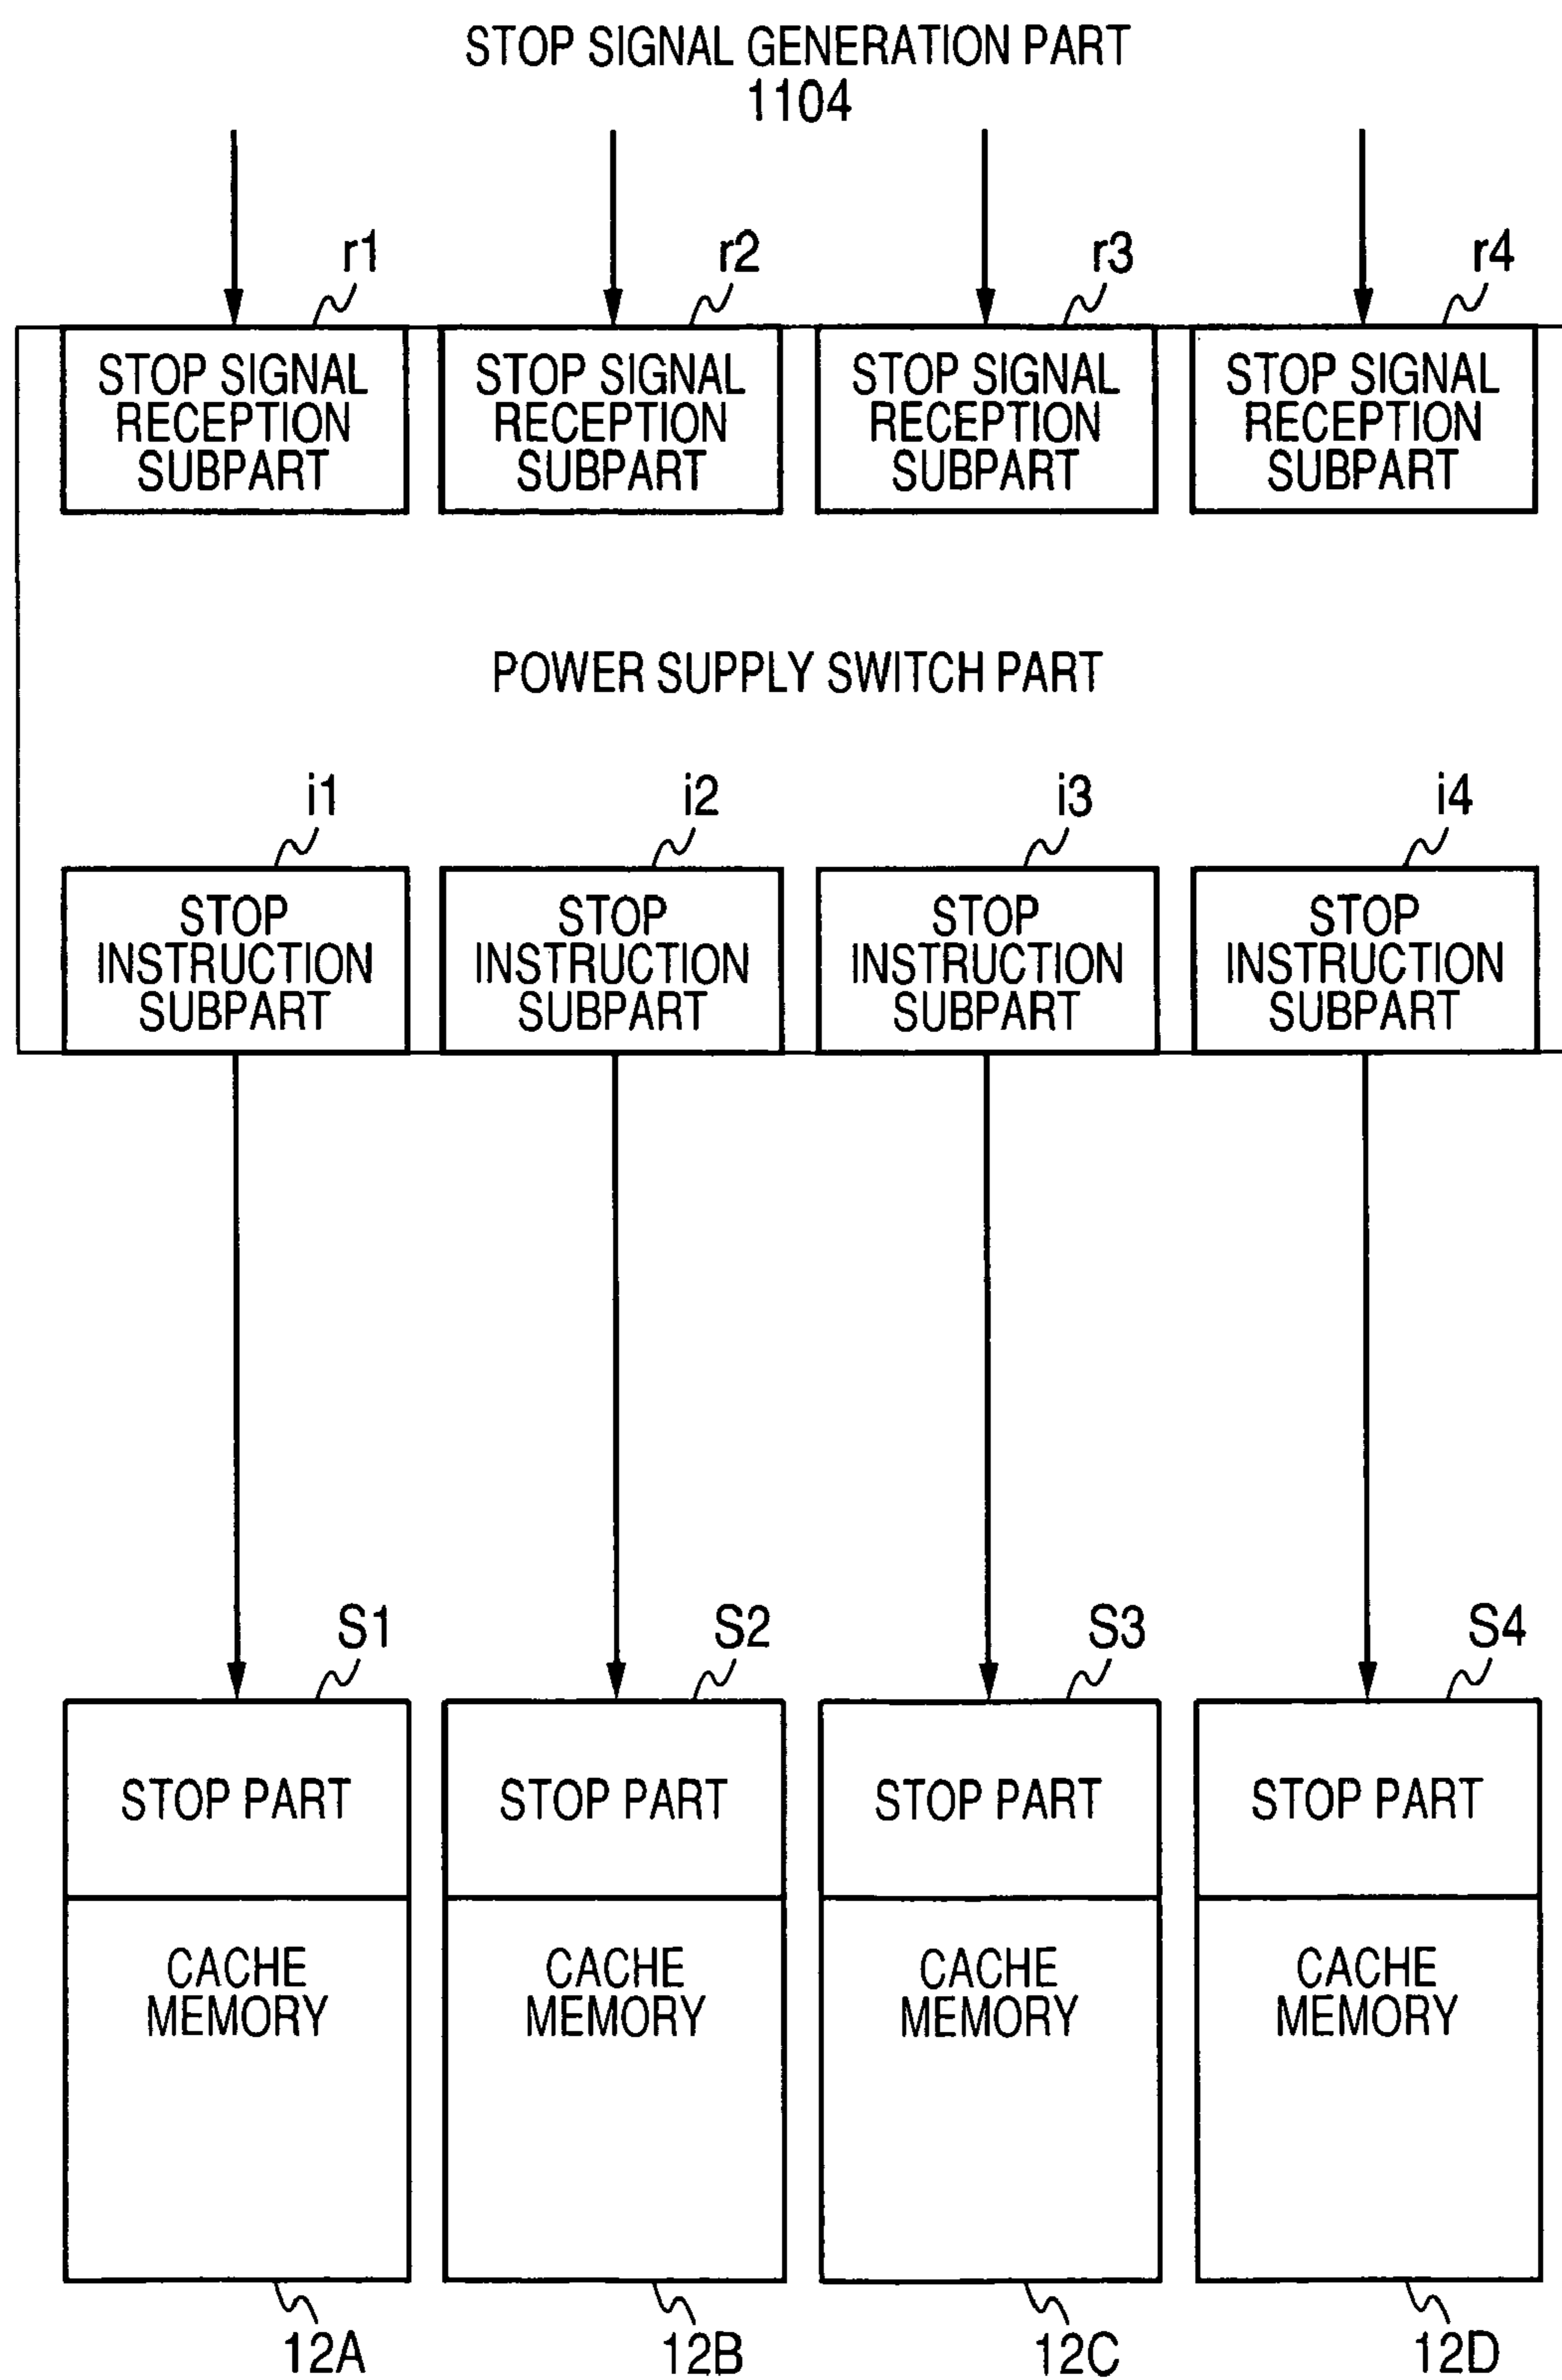 STOP SIGNAL GENERATION PART
1104
r1
r2
r3
r4
STOP SIGNAL
RECEPTION
SUBPART
STOP SIGNAL
RECEPTION
SUBPART
STOP SIGNAL
RECEPTION
SUBPART
STOP SIGNAL
RECEPTION
SUBPART
POWER SUPPLY SWITCH PART
i1
i2
i3
i4
STOP
INSTRUCTION
SUBPART
STOP
INSTRUCTION
SUBPART
STOP
INSTRUCTION
SUBPART
STOP
INSTRUCTION
SUBPART
S1
S2
S3
S4
STOP PART
STOP PART
STOP PART
STOP PART
CACHE
MEMORY
CACHE
MEMORY
CACHE
MEMORY
CACHE
MEMORY
12A
12B
12C
12D